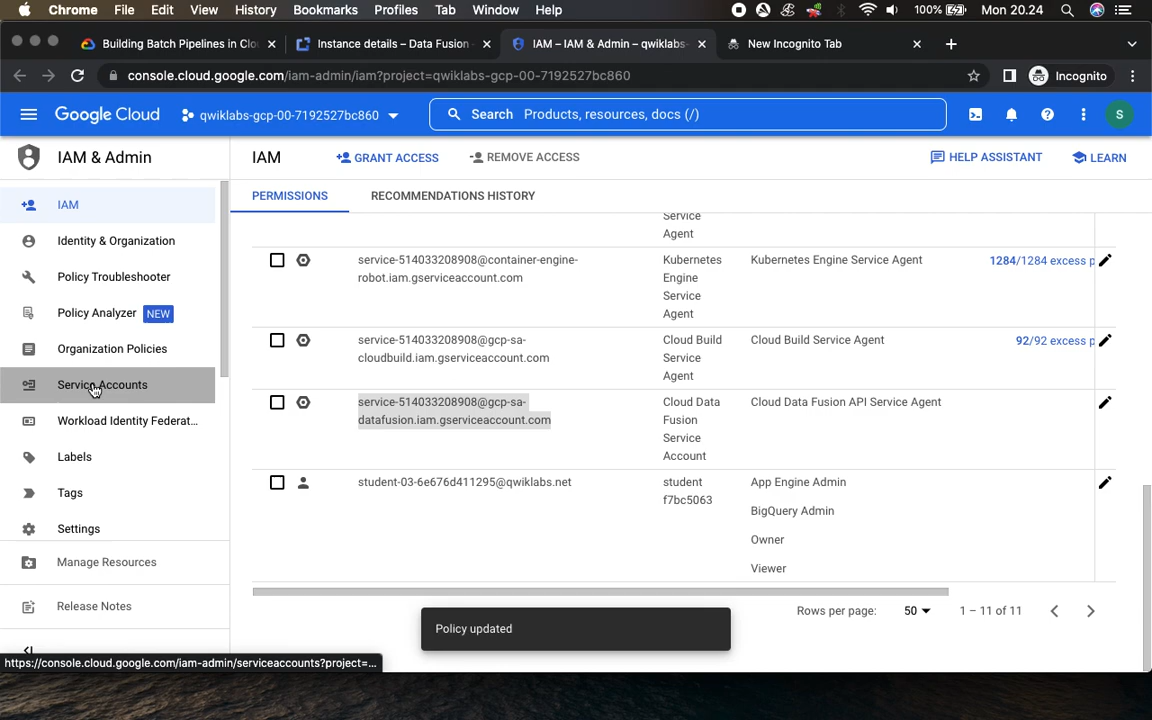 Chrome File Edit View History Bookmarks Profiles Tab Window Help 100% Mon 20.24
Building Batch Pipelines in Clo
Instance details – Data Fusion
IAM – IAM & Admin – qwiklabs-
New Incognito Tab
console.cloud.google.com/iam-admin/iam?project=qwiklabs-gcp-00-7192527bc860
Incognito
Google Cloud
qwiklabs-gcp-00-7192527bc860
Search Products, resources, docs (/)
S
IAM & Admin
IAM
GRANT ACCESS
REMOVE ACCESS
HELP ASSISTANT
LEARN
IAM
Identity & Organization
Policy Troubleshooter
Policy Analyzer NEW
Organization Policies
Service Accounts
Workload Identity Federat...
Labels
Tags
Settings
Manage Resources
Release Notes
PERMISSIONS
RECOMMENDATIONS HISTORY
Service
Agent
service-514033208908@container-engine-
robot.iam.gserviceaccount.com
Kubernetes
Engine
Service
Agent
Kubernetes Engine Service Agent
1284/1284 excess p
service-514033208908@gcp-sa-
cloudbuild.iam.gserviceaccount.com
Cloud Build
Service
Agent
Cloud Build Service Agent
92/92 excess p
service-514033208908@gcp-sa-
datafusion.iam.gserviceaccount.com
Cloud Data
Fusion
Service
Account
Cloud Data Fusion API Service Agent
student-03-6e676d411295@qwiklabs.net
student
f7bc5063
App Engine Admin
BigQuery Admin
Owner
Viewer
Rows per page: 50 1 – 11 of 11
Policy updated
https://console.cloud.google.com/iam-admin/serviceaccounts?project=...